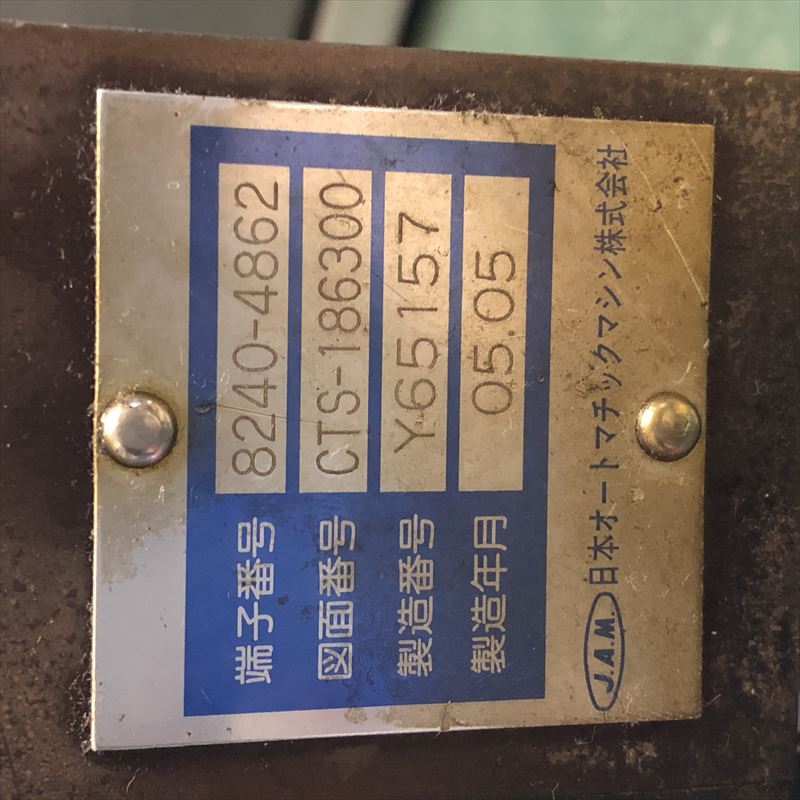 端子番号 8240-4862
図面番号 CTS-186300
製造番号 Y65157
製造年月 05.05
J.A.M. 日本オートマチックマシン株式会社